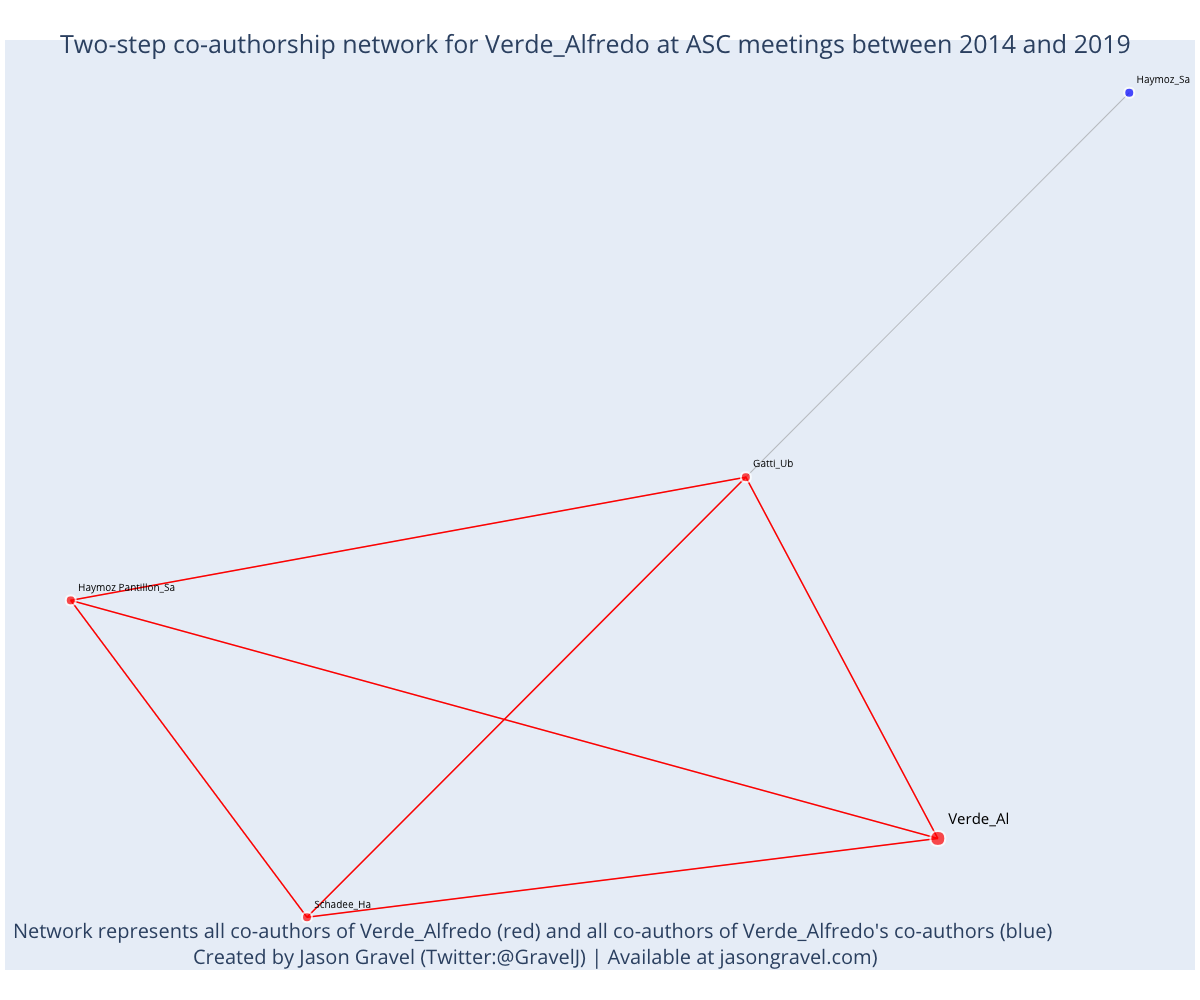 Two-step co-authorship network for Verde_Alfredo at ASC meetings between 2014 and 2019
Haymoz_Sa
Gatti_Ub
Haymoz Pantillon_Sa
Verde_Al
Schadee_Ha
Network represents all co-authors of Verde_Alfredo (red) and all co-authors of Verde_Alfredo's co-authors (blue)
Created by Jason Gravel (Twitter:@GravelJ) | Available at jasongravel.com)